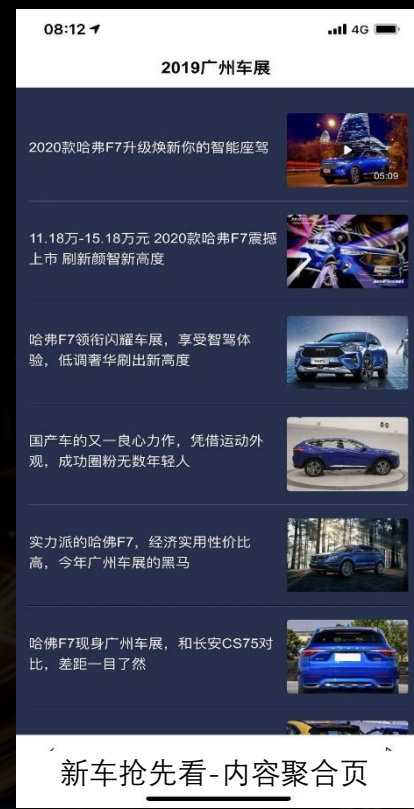 08:12
4G
2019广州车展
2020款哈弗F7升级焕新你的智能座驾
05:09
11.18万-15.18万元 2020款哈弗F7震撼
上市 刷新颜智新高度
哈弗F7领衔闪耀车展，享受智驾体
验，低调奢华刷出新高度
国产车的又一良心力作，凭借运动外
观，成功圈粉无数年轻人
实力派的哈佛F7，经济实用性价比
高，今年广州车展的黑马
哈佛F7现身广州车展，和长安CS75对
比，差距一目了然
新车抢先看-内容聚合页